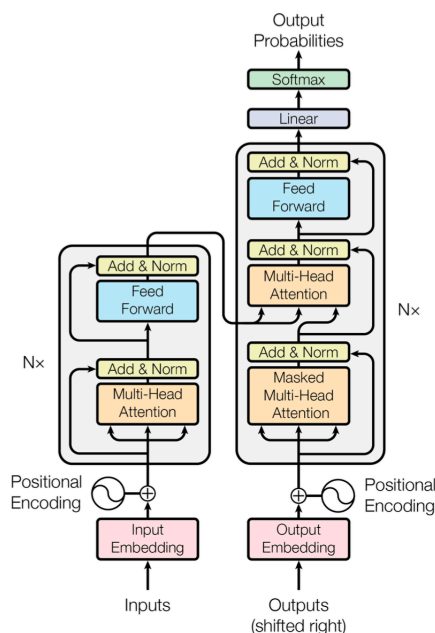 Output
Probabilities
Softmax
Linear
Add & Norm
Feed
Forward
Add & Norm
Multi-Head
Attention
Add & Norm
Masked
Multi-Head
Attention
N×
Add & Norm
Feed
Forward
N×
Add & Norm
Multi-Head
Attention
Positional
Encoding
Positional
Encoding
Input
Embedding
Output
Embedding
Inputs
Outputs
(shifted right)